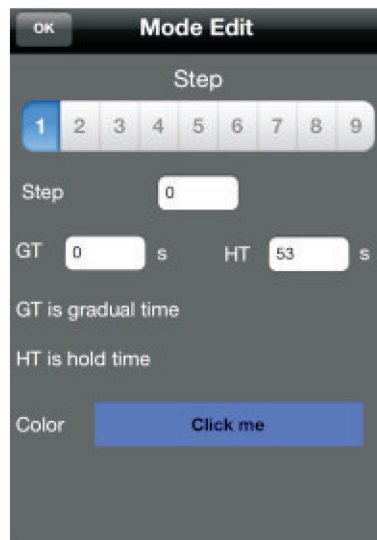 OK Mode Edit
Step
1 2 3 4 5 6 7 8 9
Step 0
GT 0 s HT 53 s
GT is gradual time
HT is hold time
Color Click me